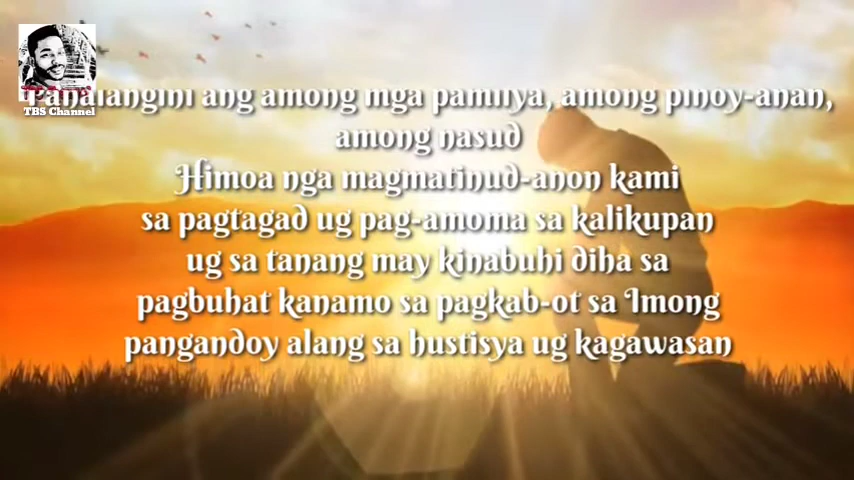 TBS Channel
Panalangini ang among mga pamilya, among pinoy-anan,
among nasud
Himoa nga magmatinud-anon kami
sa pagtagad ug pag-amoma sa kalikupan
ug sa tanang may kinabuhi diha sa
pagbuhat kanamo sa pagkab-ot sa Imong
pangandoy alang sa hustisya ug kagawasan